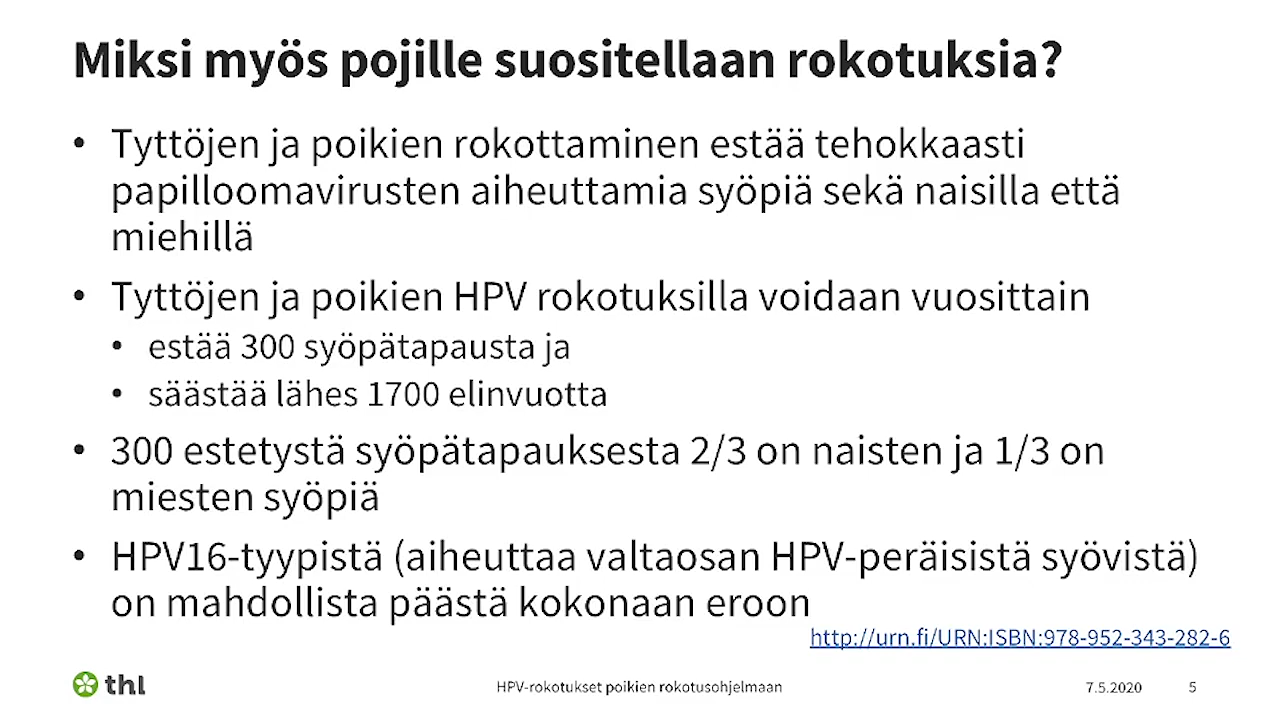 Miksi myös pojille suositellaan rokotuksia?
• Tyttöjen ja poikien rokottaminen estää tehokkaasti
papilloomavirusten aiheuttamia syöpiä sekä naisilla että
miehillä
• Tyttöjen ja poikien HPV rokotuksilla voidaan vuosittain
• estää 300 syöpätapausta ja
• säästää lähes 1700 elinvuotta
• 300 estetystä syöpätapauksesta 2/3 on naisten ja 1/3 on
miesten syöpiä
• HPV16-tyypistä (aiheuttaa valtaosan HPV-peräisistä syövistä)
on mahdollista päästä kokonaan eroon
http://urn.fi/URN:ISBN:978-952-343-282-6
thl
HPV-rokotukset poikien rokotusohjelmaan
7.5.2020
5